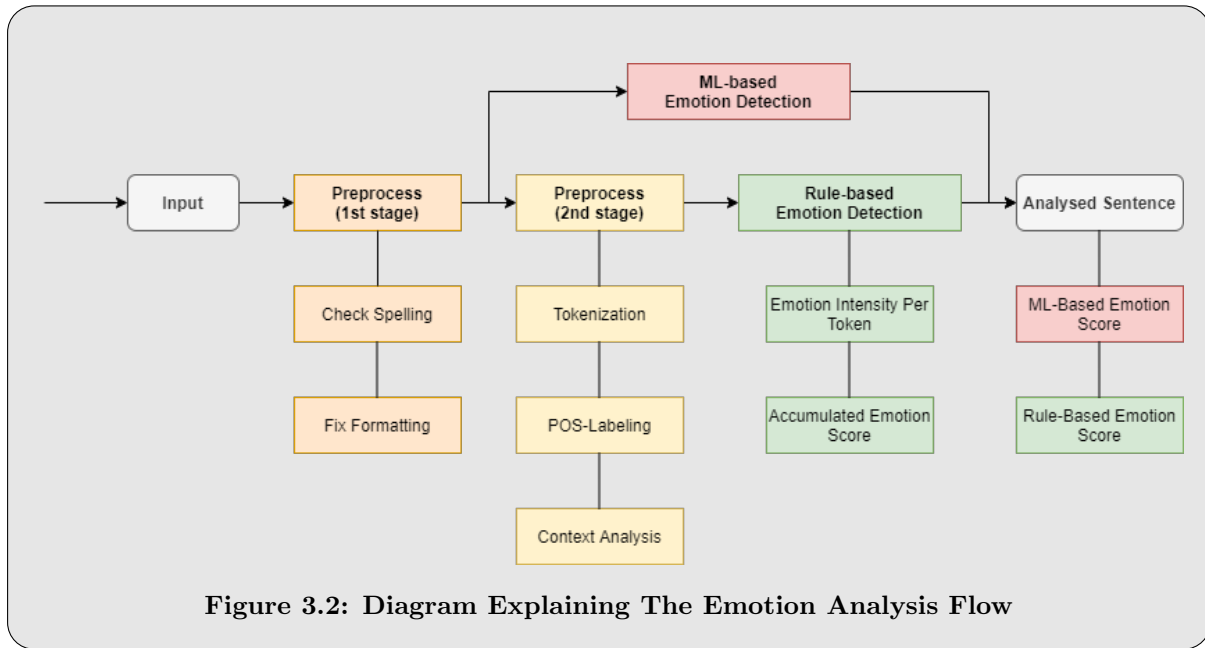 ML-based
Emotion Detection
Input
Preprocess
(1st stage)
Preprocess
(2nd stage)
Rule-based
Emotion Detection
Analysed Sentence
Check Spelling
Tokenization
Emotion Intensity Per
Token
ML-Based Emotion
Score
Fix Formatting
POS-Labeling
Accumulated Emotion
Score
Rule-Based Emotion
Score
Context Analysis
Figure 3.2: Diagram Explaining The Emotion Analysis Flow